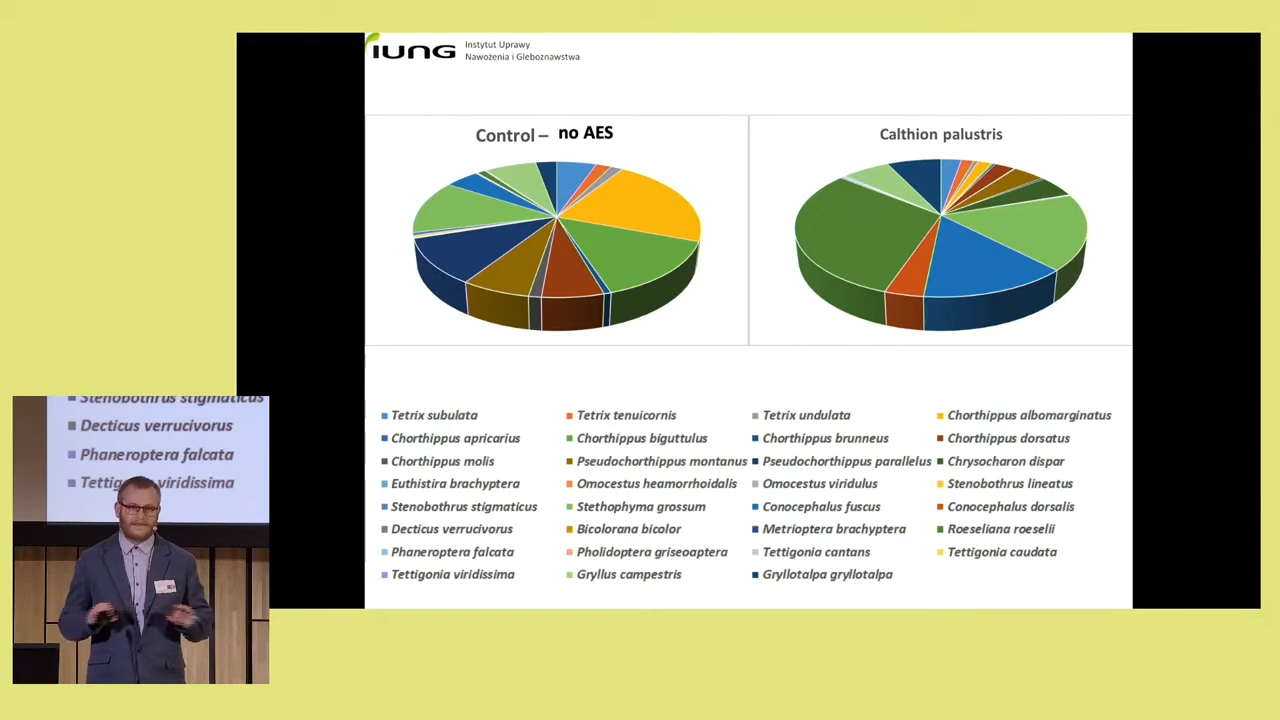 IUNG
Instytut Uprawy
Nawożenia i Gleboznawstwa
Control – no AES
Calthion palustris
Tetrix subulata
Tetrix tenuicornis
Tetrix undulata
Chorthippus albomarginatus
Chorthippus apricarius
Chorthippus biguttulus
Chorthippus brunneus
Chorthippus dorsatus
Chorthippus molis
Pseudochorthippus montanus
Pseudochorthippus parallelus
Chrysocharon dispar
Euthistira brachyptera
Omocestus heamorrhoidalis
Omocestus viridulus
Stenobothrus lineatus
Stenobothrus stigmaticus
Stethophyma grossum
Conocephalus fuscus
Conocephalus dorsalis
Decticus verrucivorus
Bicolorana bicolor
Metrioptera brachyptera
Roeseliana roeselii
Phaneroptera falcata
Pholidoptera griseoaptera
Tettigonia cantans
Tettigonia caudata
Tettigonia viridissima
Gryllus campestris
Gryllotalpa gryllotalpa
Stenobothrus stigmaticus
Decticus verrucivorus
Phaneroptera falcata
viridissima